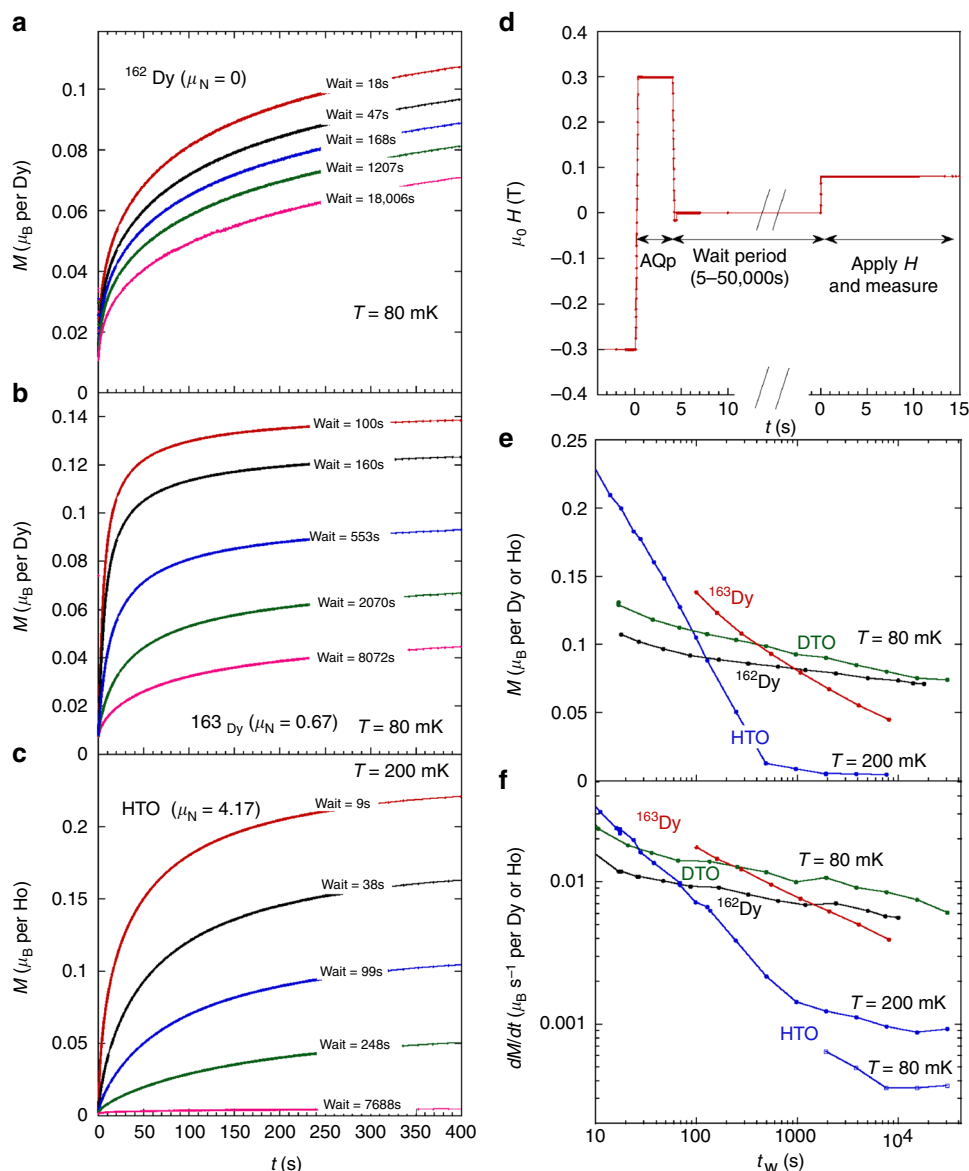 a
¹⁶² Dy (μN = 0)
Wait = 18s
Wait = 47s
Wait = 168s
Wait = 1207s
Wait = 18,006s
T = 80 mK
M (μB per Dy)
0.1
0.08
0.06
0.04
0.02
0
b
Wait = 100s
Wait = 160s
Wait = 553s
Wait = 2070s
Wait = 8072s
163 Dy (μN = 0.67)
T = 80 mK
M (μB per Dy)
0.14
0.12
0.1
0.08
0.06
0.04
0.02
0
c
T = 200 mK
HTO (μN = 4.17)
Wait = 9s
Wait = 38s
Wait = 99s
Wait = 248s
Wait = 7688s
M (μB per Ho)
0.2
0.15
0.1
0.05
0
0 50 100 150 200 250 300 350 400
t (s)
d
μ0 H (T)
0.4
0.3
0.2
0.1
0
−0.1
−0.2
−0.3
−0.4
AQp
Wait period
(5–50,000s)
Apply H
and measure
0 5 10 0 5 10 15
t (s)
e
M (μB per Dy or Ho)
0.25
0.2
0.15
0.1
0.05
0
¹⁶³Dy
DTO
T = 80 mK
¹⁶²Dy
HTO
T = 200 mK
f
dM/dt (μB s⁻¹ per Dy or Ho)
0.01
0.001
¹⁶³Dy
DTO
T = 80 mK
¹⁶²Dy
T = 200 mK
HTO
T = 80 mK
10 100 1000 10⁴
tw (s)